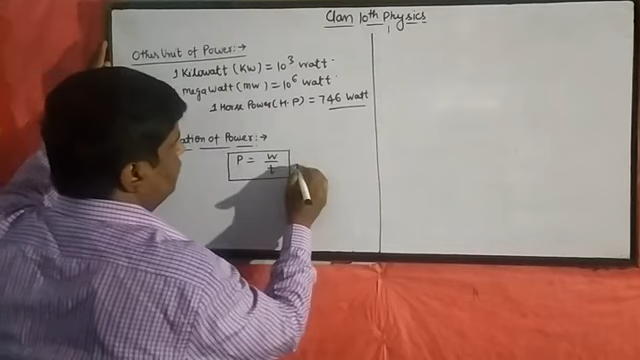 Class 10th Physics
Other Unit of Power:→
1 Kilowatt (KW) = 10³ watt.
megawatt (mw) = 10⁶ watt.
1 Horse Power (H.P) = 746 watt
ation of Power:→
P = w/t